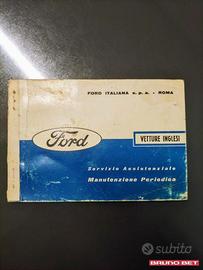 FORD ITALIANA s.p.a. - ROMA
Ford
VETTURE INGLESI
Servizio Assistenziale
Manutenzione Periodica
subito
BRUNO BET